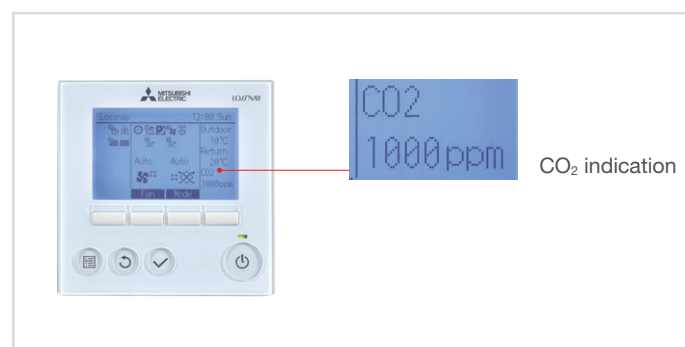 MITSUBISHI
ELECTRIC
LOSSNAY
Lossnay 12:00 Sun
Outdoor
10°C
Return
20°C
Auto Auto
CO2
1000ppm
Fan Mode
CO2
1000ppm
CO₂ indication